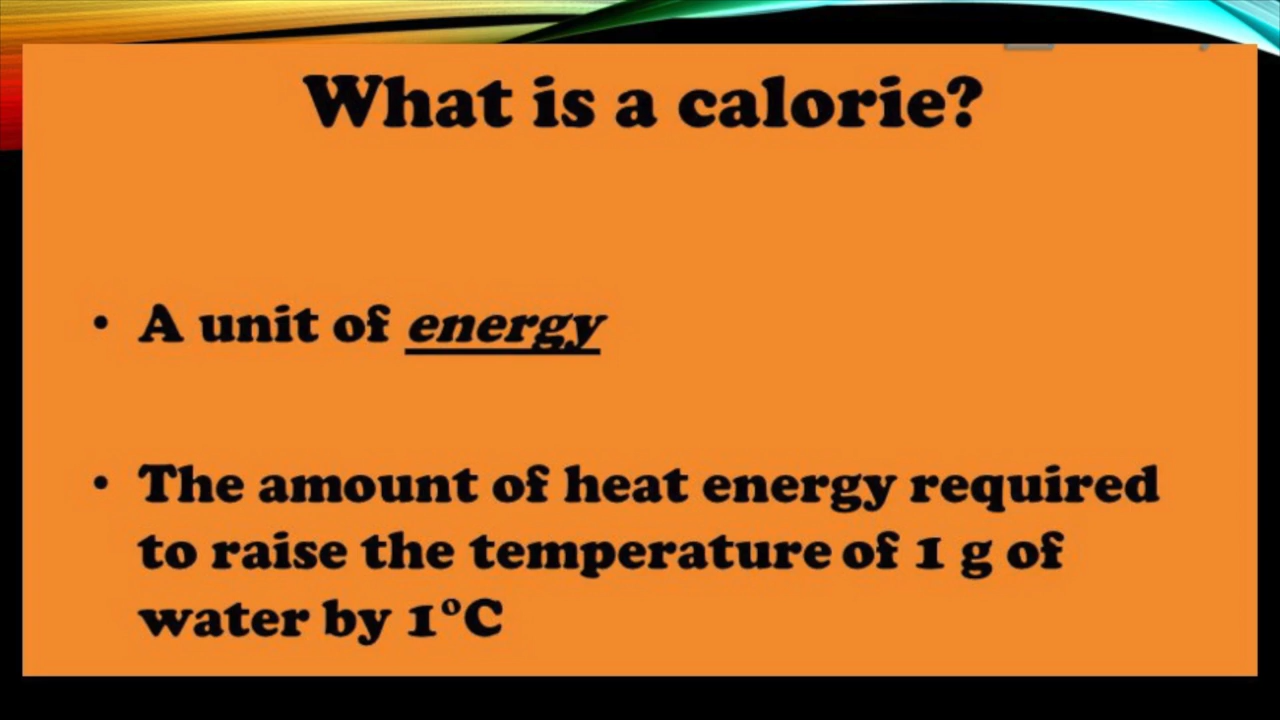 What is a calorie?
• A unit of energy
• The amount of heat energy required
to raise the temperature of 1 g of
water by 1°C